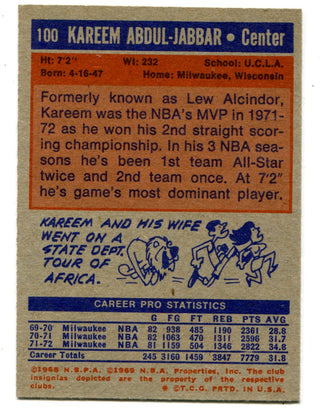 100 KAREEM ABDUL-JABBAR • Center
Ht: 7'2" Wt: 232 School: U.C.L.A.
Born: 4-16-47 Home: Milwaukee, Wisconsin
Formerly known as Lew Alcindor,
Kareem was the NBA's MVP in 1971-
72 as he won his 2nd straight scor-
ing championship. In his 3 NBA sea-
sons he's been 1st team All-Star
twice and 2nd team once. At 7'2"
he's game's most dominant player.
KAREEM AND HIS WIFE
WENT ON A
STATE DEPT.
TOUR OF
AFRICA.
CAREER PRO STATISTICS
G FG FT REB PTS AVG
69-70 Milwaukee NBA 82 938 485 1190 2361 28.8
70-71 Milwaukee NBA 82 1063 470 1311 2596 31.7
71-72 Milwaukee NBA 81 1159 504 1346 2822 34.8
Career Totals 245 3160 1459 3847 7779 31.8
©1968 N.B.P.A. ©1969 N.B.A. Properties, Inc. The club
insignias depicted are the property of the respective
clubs. ©T.C.G. PRTD. IN U.S.A.